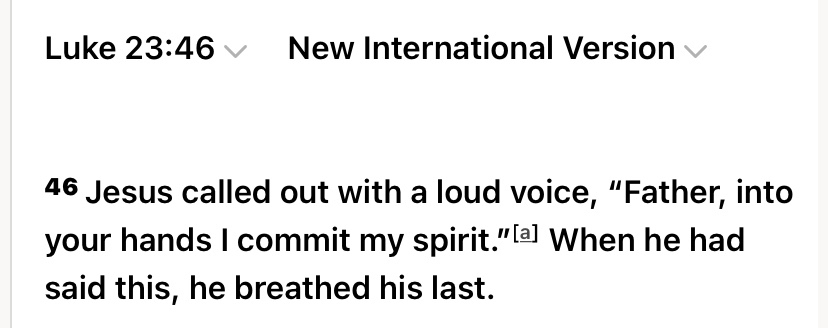 Luke 23:46 New International Version
46 Jesus called out with a loud voice, “Father, into
your hands I commit my spirit.”[a] When he had
said this, he breathed his last.